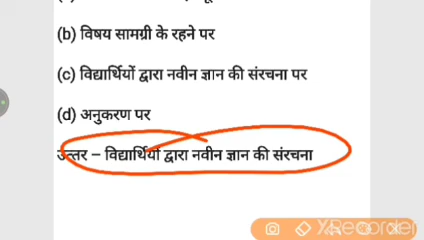 (b) विषय सामग्री के रहने पर
(c) विद्यार्थियों द्वारा नवीन ज्ञान की संरचना पर
(d) अनुकरण पर
उत्तर – विद्यार्थियों द्वारा नवीन ज्ञान की संरचना
XRecorder